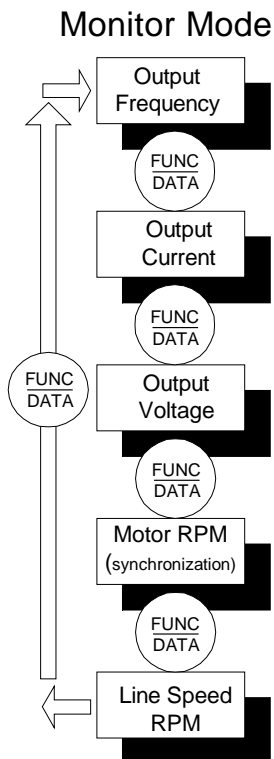 Monitor Mode
Output
Frequency
FUNC
DATA
Output
Current
FUNC
DATA
FUNC
DATA
Output
Voltage
FUNC
DATA
Motor RPM
(synchronization)
FUNC
DATA
Line Speed
RPM